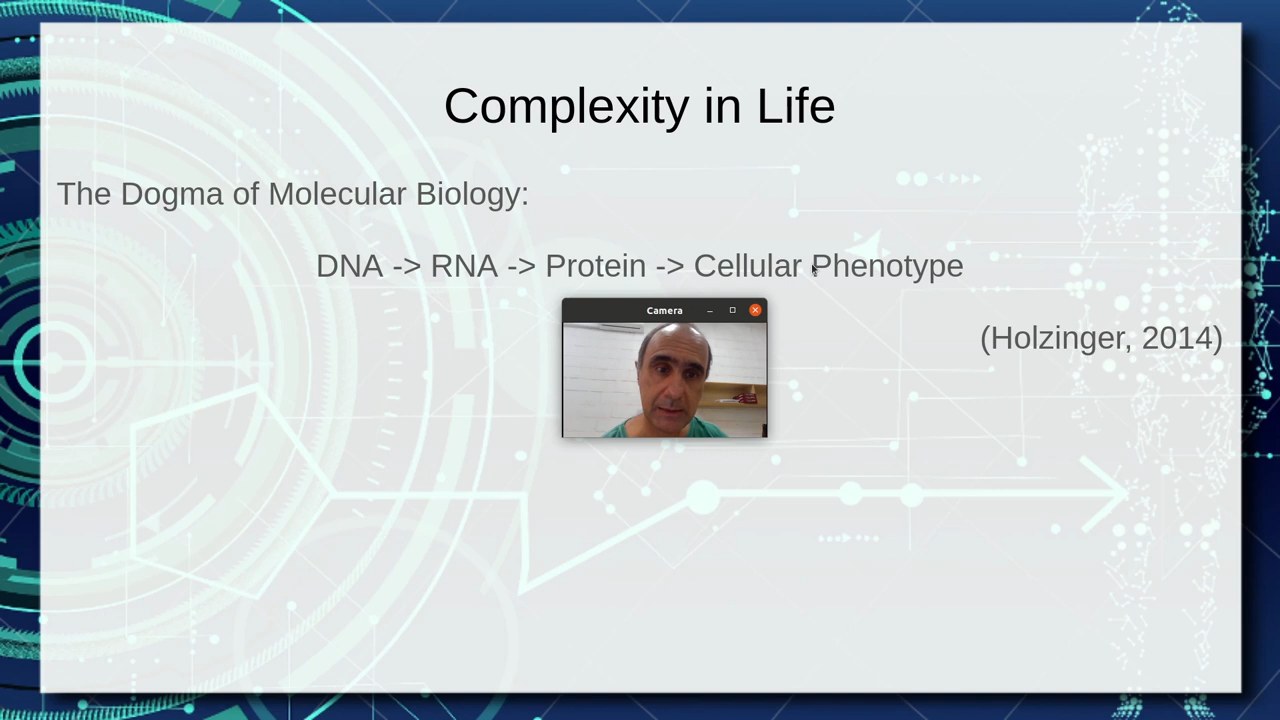 Complexity in Life
The Dogma of Molecular Biology:
DNA -> RNA -> Protein -> Cellular Phenotype
Camera
(Holzinger, 2014)